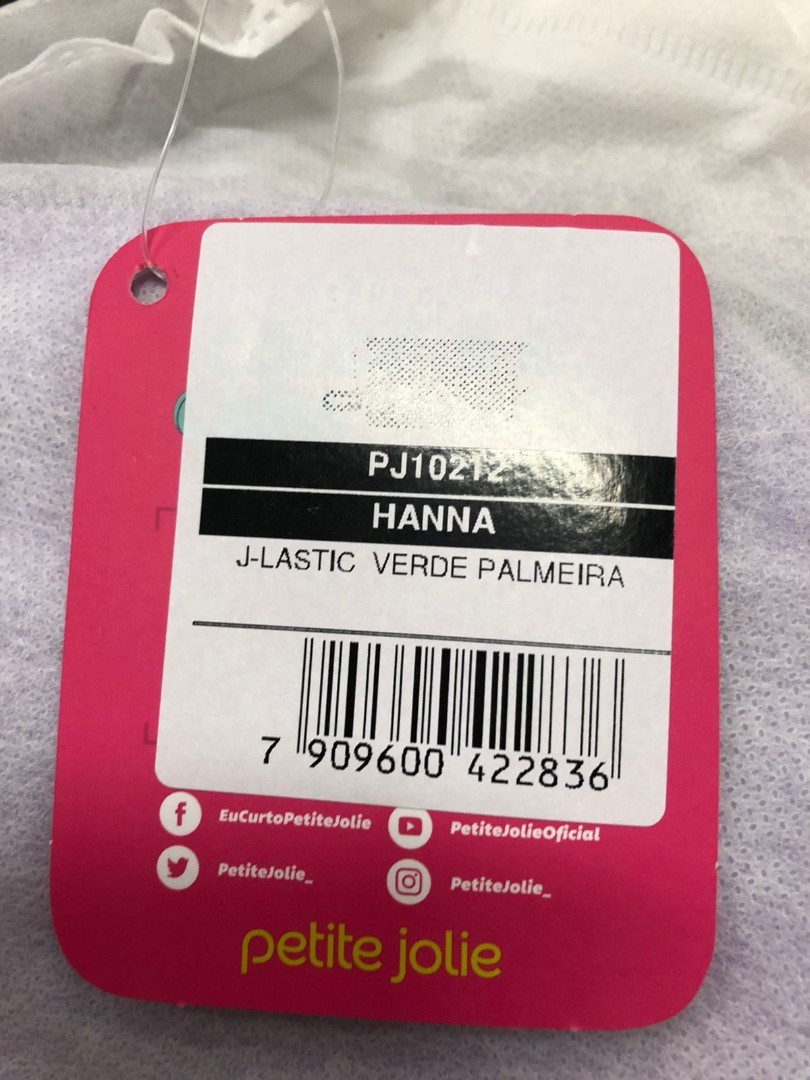 PJ10212
HANNA
J-LASTIC VERDE PALMEIRA
7 909600 422836
EuCurtoPetiteJolie
PetiteJolieOficial
PetiteJolie_
PetiteJolie_
petite jolie